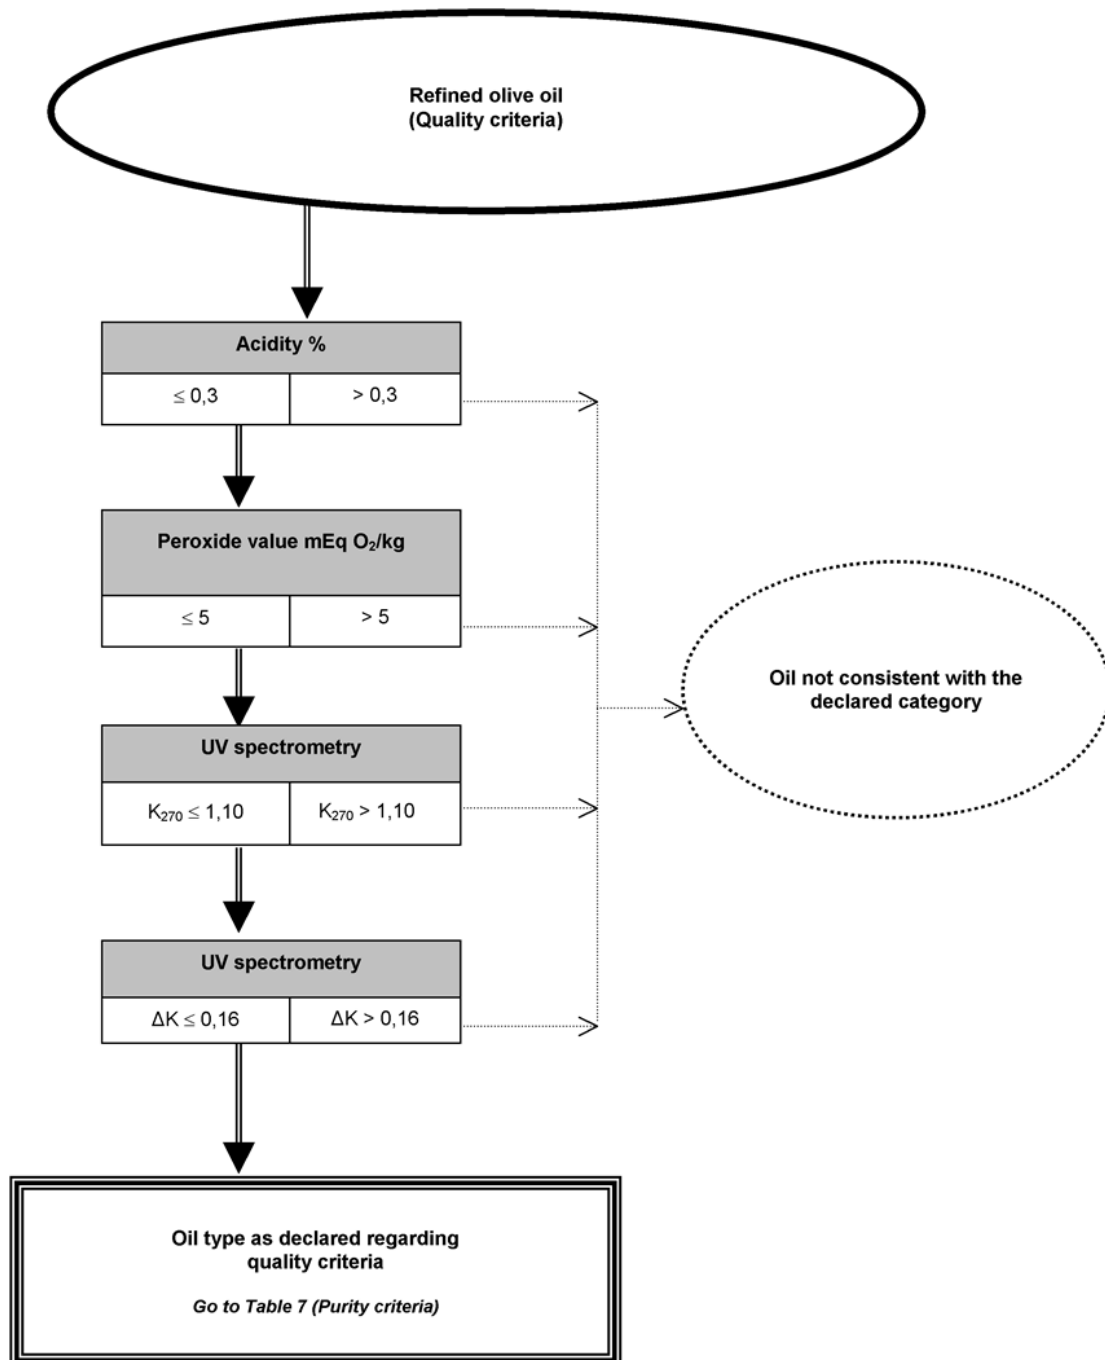 Refined olive oil
(Quality criteria)
Acidity %
≤ 0,3
> 0,3
Peroxide value mEq O₂/kg
≤ 5
> 5
Oil not consistent with the
declared category
UV spectrometry
K₂₇₀ ≤ 1,10
K₂₇₀ > 1,10
UV spectrometry
ΔK ≤ 0,16
ΔK > 0,16
Oil type as declared regarding
quality criteria
Go to Table 7 (Purity criteria)